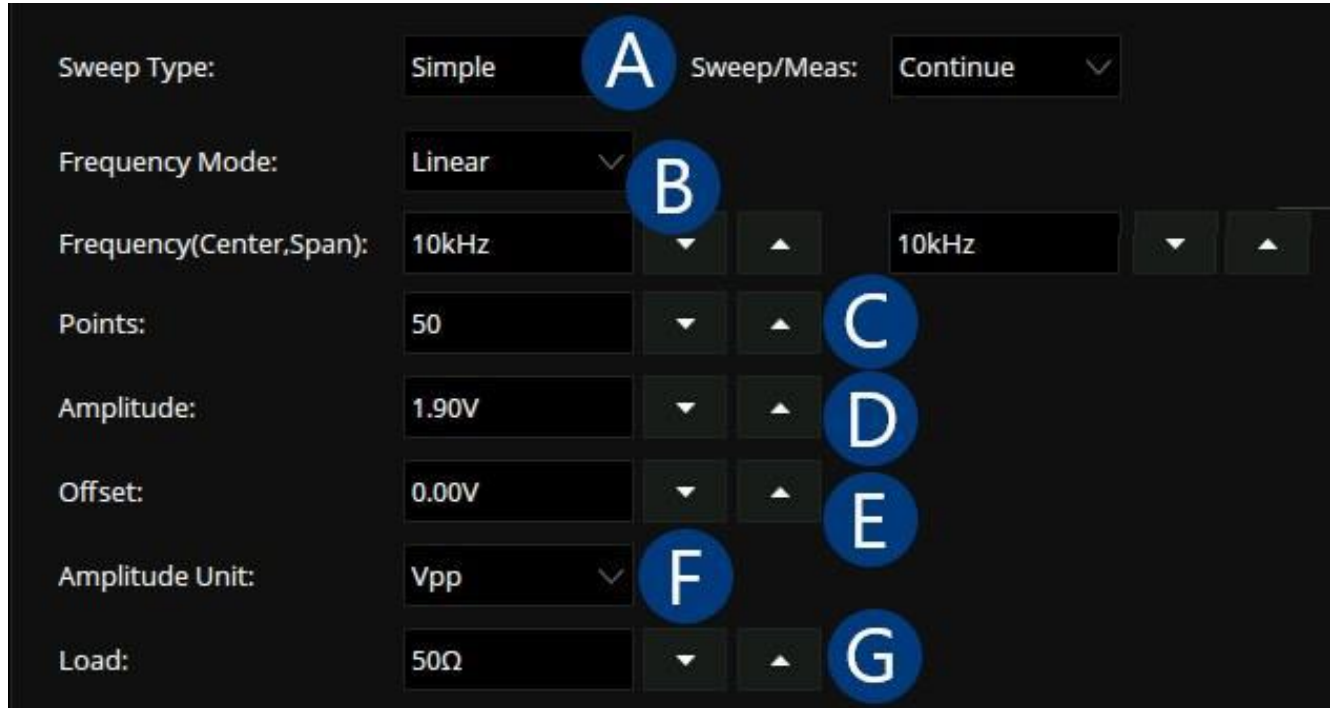 Sweep Type: Simple A Sweep/Meas: Continue
Frequency Mode: Linear B
Frequency(Center,Span): 10kHz 10kHz
Points: 50 C
Amplitude: 1.90V D
Offset: 0.00V E
Amplitude Unit: Vpp F
Load: 50Ω G